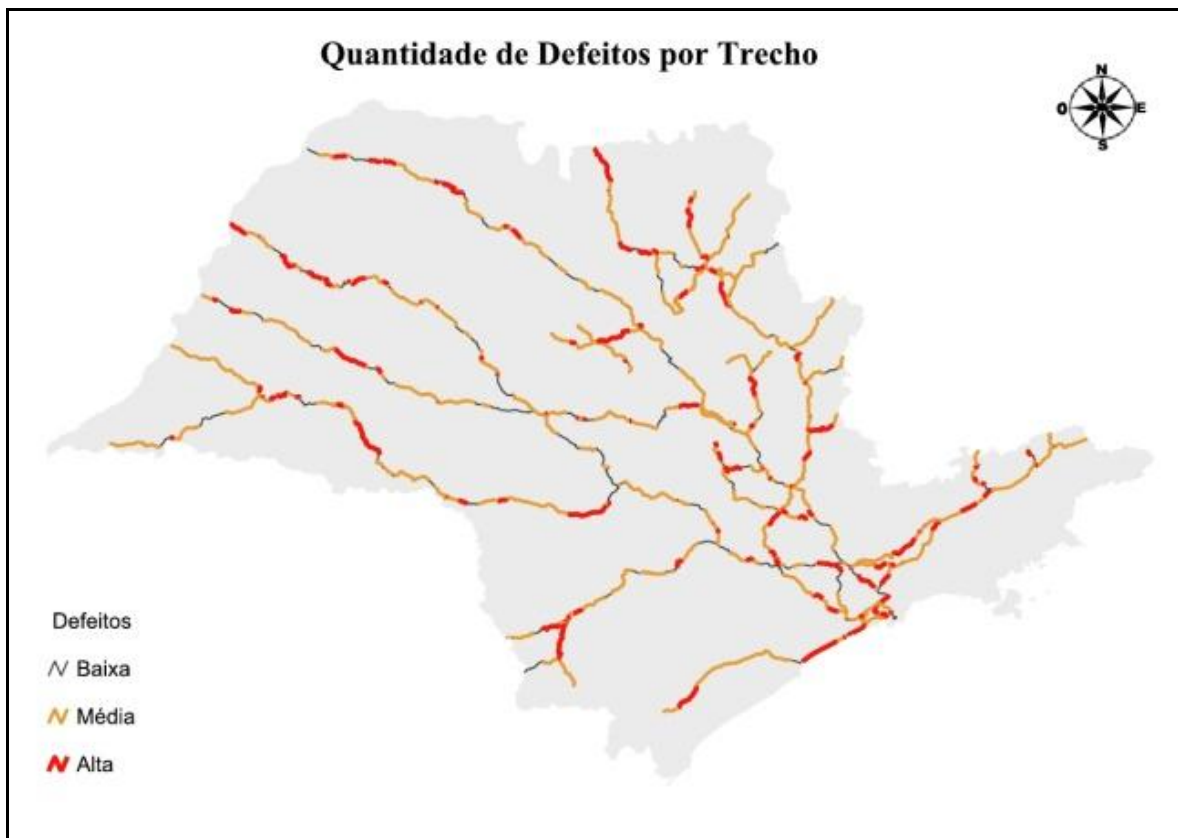 Quantidade de Defeitos por Trecho
N
O
E
S
Defeitos
Baixa
Média
Alta